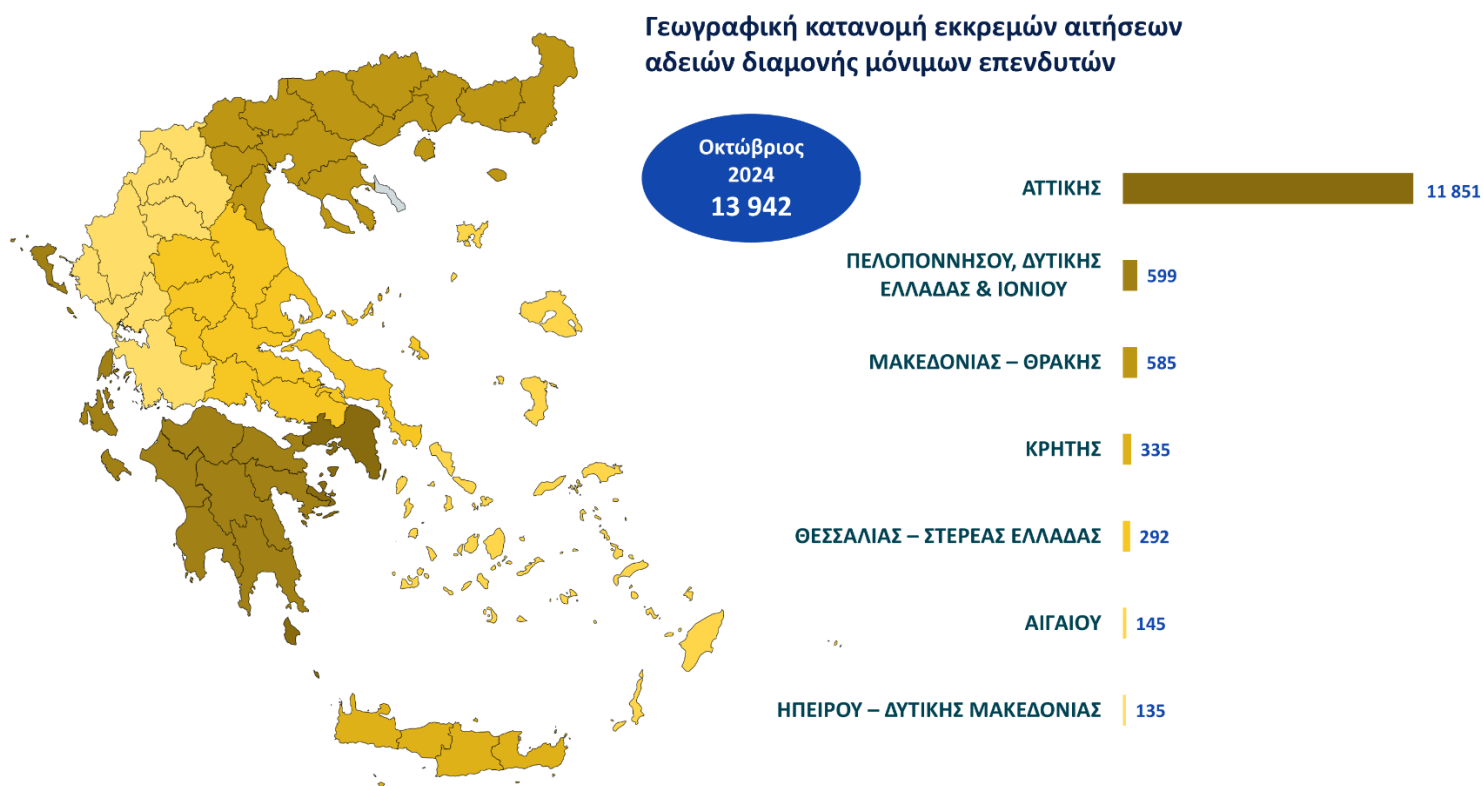 Γεωγραφική κατανομή εκκρεμών αιτήσεων
αδειών διαμονής μόνιμων επενδυτών
Οκτώβριος
2024
13 942
ΑΤΤΙΚΗΣ 11 851
ΠΕΛΟΠΟΝΝΗΣΟΥ, ΔΥΤΙΚΗΣ
ΕΛΛΑΔΑΣ & ΙΟΝΙΟΥ 599
ΜΑΚΕΔΟΝΙΑΣ – ΘΡΑΚΗΣ 585
ΚΡΗΤΗΣ 335
ΘΕΣΣΑΛΙΑΣ – ΣΤΕΡΕΑΣ ΕΛΛΑΔΑΣ 292
ΑΙΓΑΙΟΥ 145
ΗΠΕΙΡΟΥ – ΔΥΤΙΚΗΣ ΜΑΚΕΔΟΝΙΑΣ 135